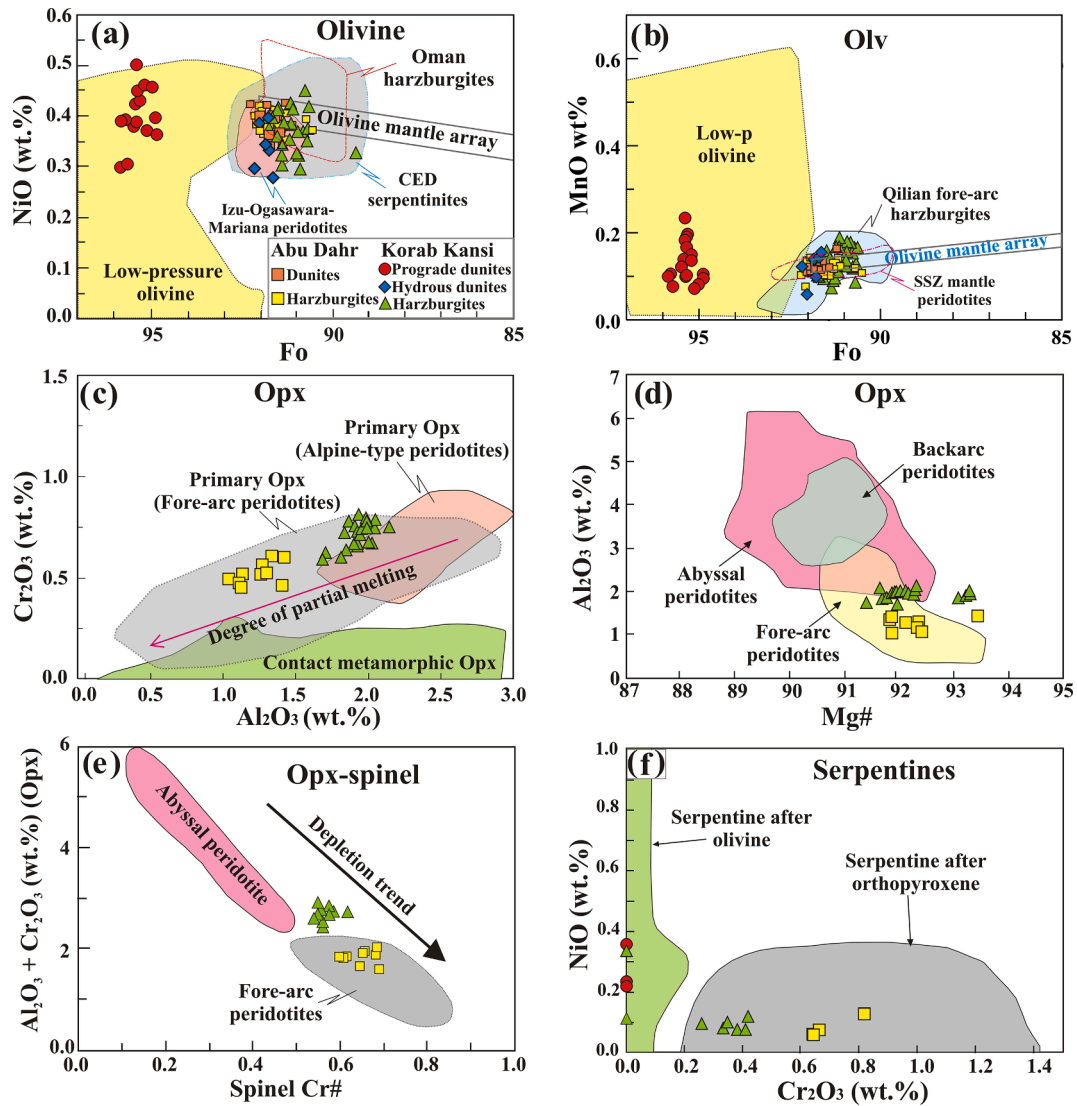 (a)
Olivine
NiO (wt.%)
0.6
0.5
0.4
0.3
0.2
0.1
0.0
Oman
harzburgites
Olivine mantle array
CED
serpentinites
Izu-Ogasawara-
Mariana peridotites
Low-pressure
olivine
Abu Dahr
Dunites
Harzburgites
Korab Kansi
Prograde dunites
Hydrous dunites
Harzburgites
95
90
85
Fo
(b)
Olv
MnO wt%
0.6
0.4
0.2
0.0
Low-p
olivine
Qilian fore-arc
harzburgites
Olivine mantle array
SSZ mantle
peridotites
95
90
85
Fo
(c)
Opx
Cr2O3 (wt.%)
1.5
1.0
0.5
0.0
Primary Opx
(Alpine-type peridotites)
Primary Opx
(Fore-arc peridotites)
Degree of partial melting
Contact metamorphic Opx
0.5
1.0
1.5
2.0
2.5
3.0
Al2O3 (wt.%)
(d)
Opx
Al2O3 (wt.%)
7
6
5
4
3
2
1
0
Backarc
peridotites
Abyssal
peridotites
Fore-arc
peridotites
87
88
89
90
91
92
93
94
95
Mg#
(e)
Opx-spinel
Al2O3 + Cr2O3 (wt.%) (Opx)
6
4
2
0.0
Abyssal peridotite
Depletion trend
Fore-arc
peridotites
0.0
0.2
0.4
0.6
0.8
1.0
Spinel Cr#
(f)
Serpentines
NiO (wt.%)
1.0
0.8
0.6
0.4
0.2
0.0
Serpentine after
olivine
Serpentine after
orthopyroxene
0.0
0.2
0.4
0.6
0.8
1.0
1.2
1.4
Cr2O3 (wt.%)